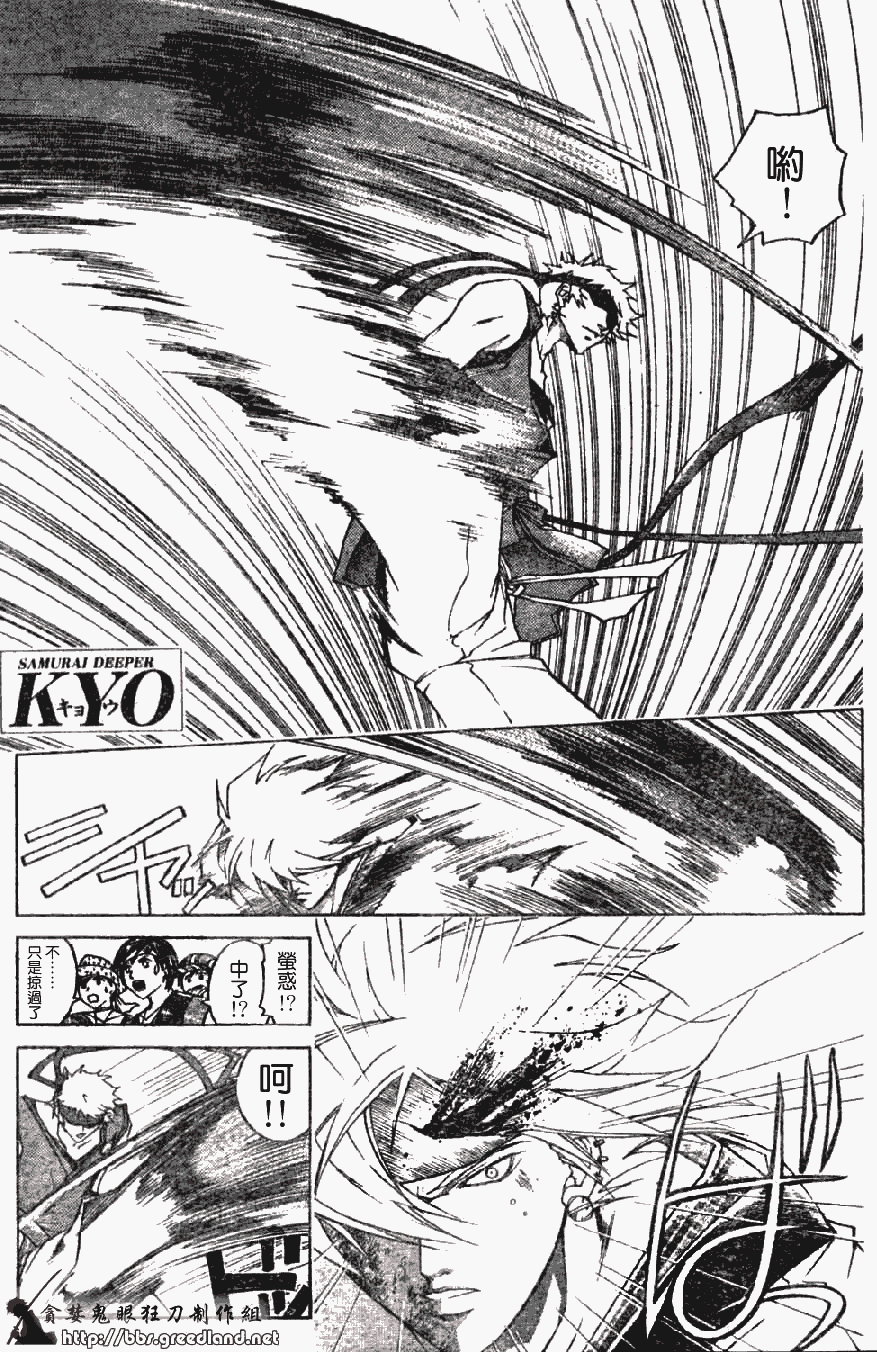 喲!
SAMURAI DEEPER
KYO
キョウ
シャッ
螢惑!?
中了!?
不……
只是掠過了
呵!!
ドッ
貪婪鬼眼狂刀制作組
http://bbs.greedland.net